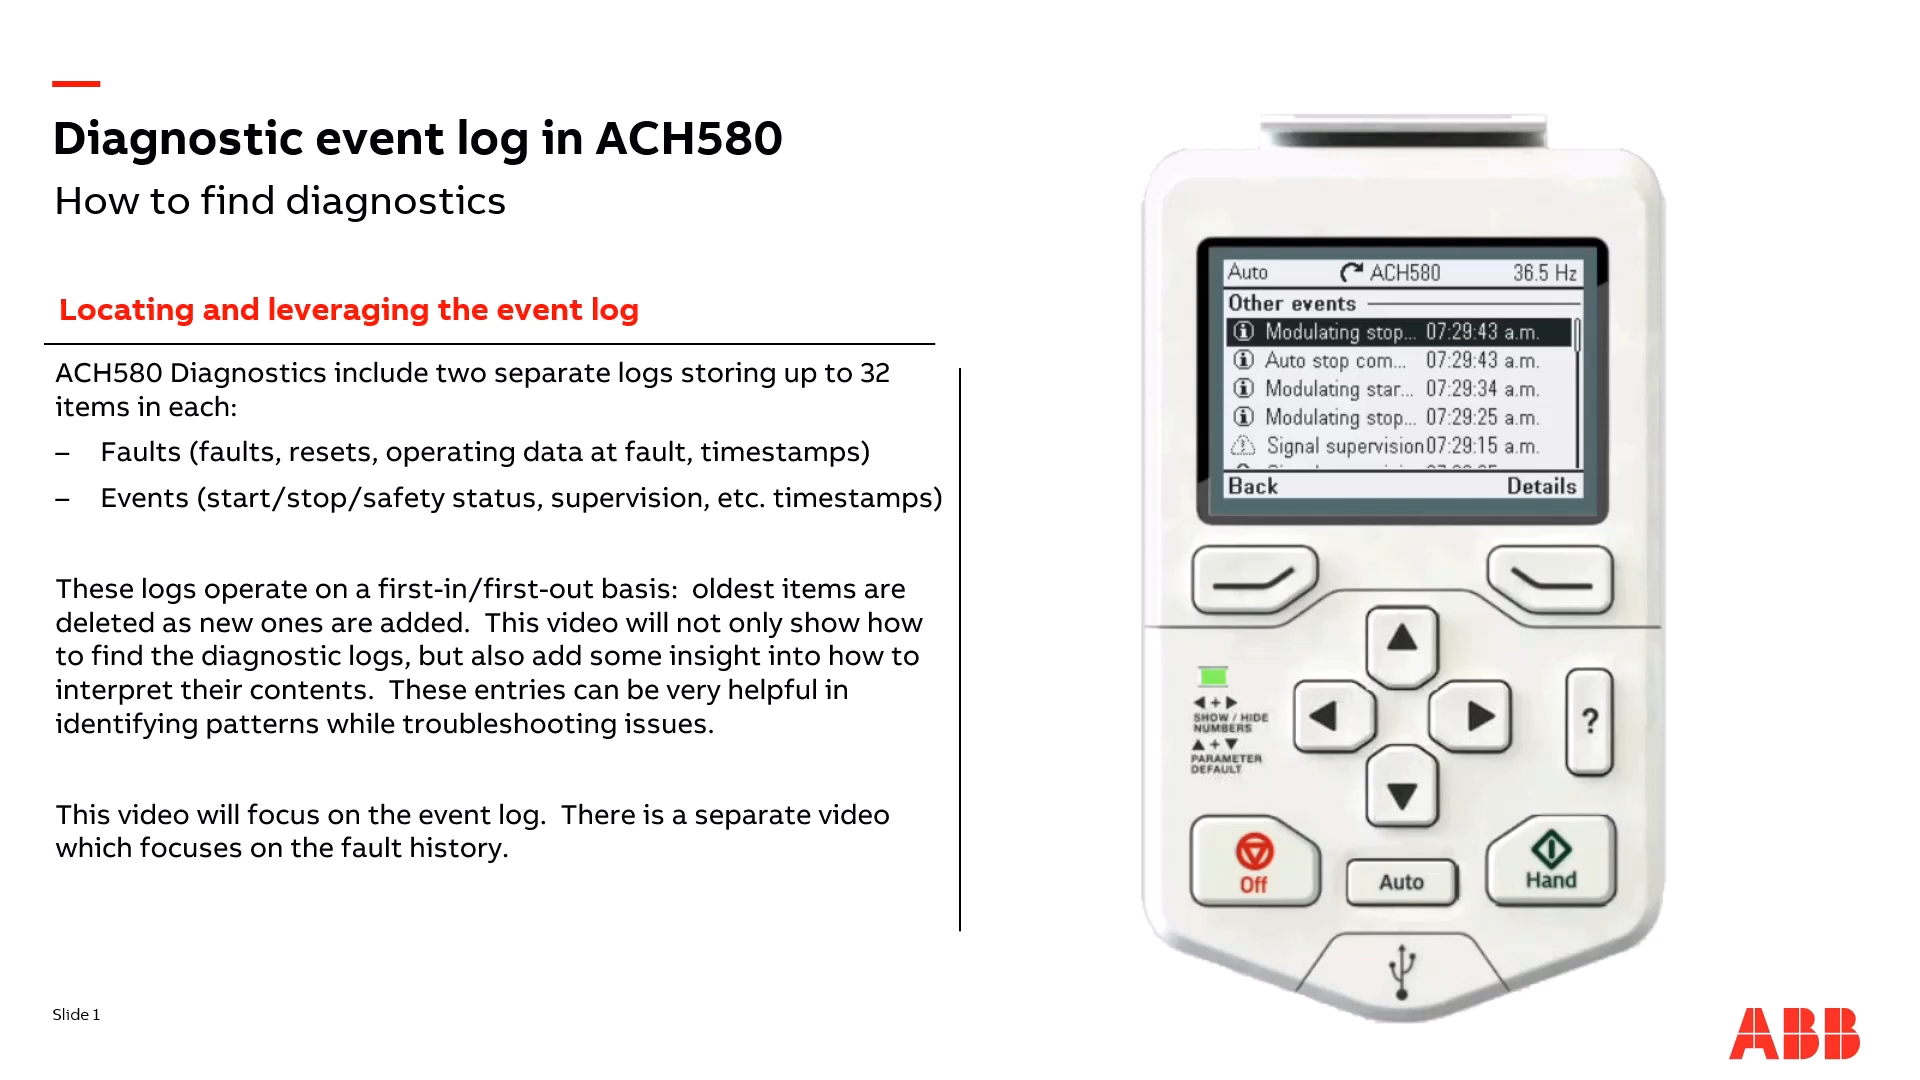 Diagnostic event log in ACH580
How to find diagnostics
Locating and leveraging the event log
ACH580 Diagnostics include two separate logs storing up to 32
items in each:
– Faults (faults, resets, operating data at fault, timestamps)
– Events (start/stop/safety status, supervision, etc. timestamps)
These logs operate on a first-in/first-out basis:  oldest items are
deleted as new ones are added.  This video will not only show how
to find the diagnostic logs, but also add some insight into how to
interpret their contents.  These entries can be very helpful in
identifying patterns while troubleshooting issues.
This video will focus on the event log.  There is a separate video
which focuses on the fault history.
Slide 1
Auto ACH580 36.5 Hz
Other events
Modulating stop... 07:29:43 a.m.
Auto stop com... 07:29:43 a.m.
Modulating star... 07:29:34 a.m.
Modulating stop... 07:29:25 a.m.
Signal supervision 07:29:15 a.m.
Back Details
◀ + ▶
SHOW / HIDE
NUMBERS
▲ + ▼
PARAMETER
DEFAULT
?
Off
Auto
Hand
ABB